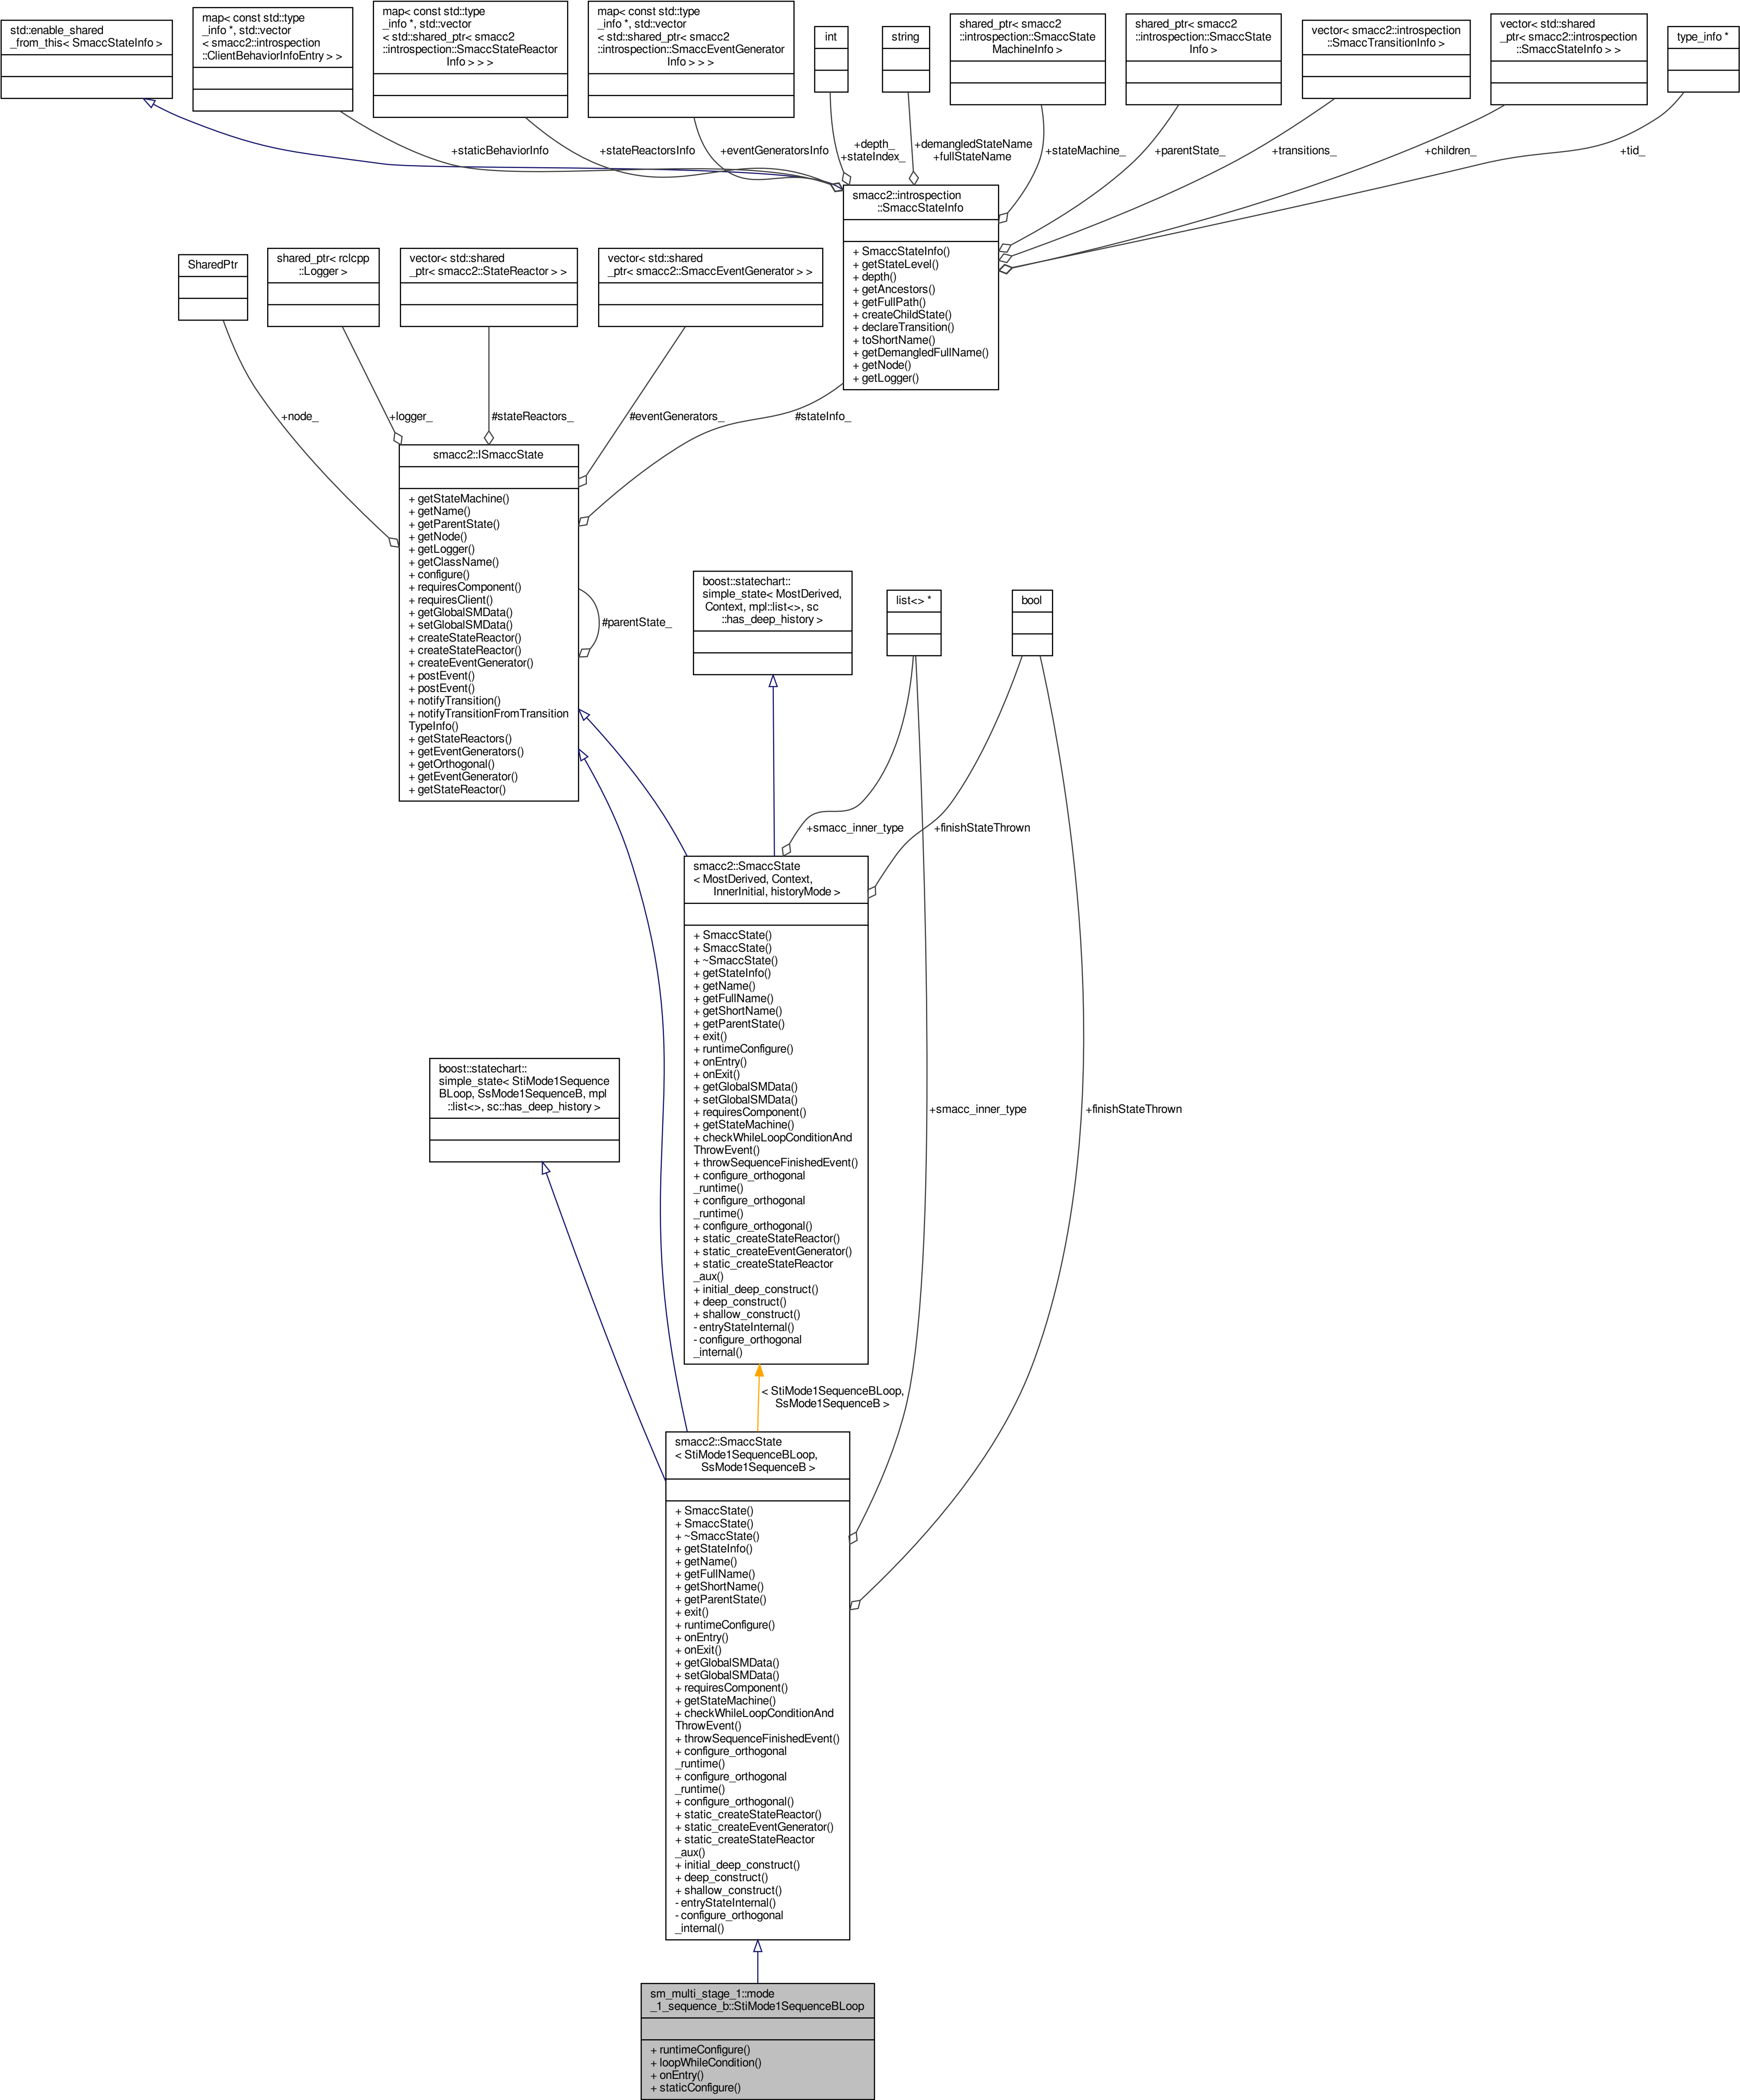 std::enable_shared
_from_this< SmaccStateInfo >
map< const std::type
_info *, std::vector
< smacc2::introspection
::ClientBehaviorInfoEntry > >
map< const std::type
_info *, std::vector
< std::shared_ptr< smacc2
::introspection::SmaccStateReactor
Info > > >
map< const std::type
_info *, std::vector
< std::shared_ptr< smacc2
::introspection::SmaccEventGenerator
Info > > >
int
string
shared_ptr< smacc2
::introspection::SmaccState
MachineInfo >
shared_ptr< smacc2
::introspection::SmaccState
Info >
vector< smacc2::introspection
::SmaccTransitionInfo >
vector< std::shared
_ptr< smacc2::introspection
::SmaccStateInfo > >
type_info *
+staticBehaviorInfo
+stateReactorsInfo
+eventGeneratorsInfo
+depth_
+stateIndex_
+demangledStateName
+fullStateName
+stateMachine_
+parentState_
+transitions_
+children_
+tid_
smacc2::introspection
::SmaccStateInfo
+ SmaccStateInfo()
+ getStateLevel()
+ depth()
+ getAncestors()
+ getFullPath()
+ createChildState()
+ declareTransition()
+ toShortName()
+ getDemangledFullName()
+ getNode()
+ getLogger()
SharedPtr
shared_ptr< rclcpp
::Logger >
vector< std::shared
_ptr< smacc2::StateReactor > >
vector< std::shared
_ptr< smacc2::SmaccEventGenerator > >
+node_
+logger_
#stateReactors_
#eventGenerators_
#stateInfo_
smacc2::ISmaccState
+ getStateMachine()
+ getName()
+ getParentState()
+ getNode()
+ getLogger()
+ getClassName()
+ configure()
+ requiresComponent()
+ requiresClient()
+ getGlobalSMData()
+ setGlobalSMData()
+ createStateReactor()
+ createStateReactor()
+ createEventGenerator()
+ postEvent()
+ postEvent()
+ notifyTransition()
+ notifyTransitionFromTransition
TypeInfo()
+ getStateReactors()
+ getEventGenerators()
+ getOrthogonal()
+ getEventGenerator()
+ getStateReactor()
#parentState_
boost::statechart::
simple_state< MostDerived,
Context, mpl::list<>, sc
::has_deep_history >
list<> *
bool
+smacc_inner_type
+finishStateThrown
smacc2::SmaccState
< MostDerived, Context,
InnerInitial, historyMode >
+ SmaccState()
+ SmaccState()
+ ~SmaccState()
+ getStateInfo()
+ getName()
+ getFullName()
+ getShortName()
+ getParentState()
+ exit()
+ runtimeConfigure()
+ onEntry()
+ onExit()
+ getGlobalSMData()
+ setGlobalSMData()
+ requiresComponent()
+ getStateMachine()
+ checkWhileLoopConditionAnd
ThrowEvent()
+ throwSequenceFinishedEvent()
+ configure_orthogonal
_runtime()
+ configure_orthogonal
_runtime()
+ configure_orthogonal()
+ static_createStateReactor()
+ static_createEventGenerator()
+ static_createStateReactor
_aux()
+ initial_deep_construct()
+ deep_construct()
+ shallow_construct()
- entryStateInternal()
- configure_orthogonal
_internal()
boost::statechart::
simple_state< StiMode1Sequence
BLoop, SsMode1SequenceB, mpl
::list<>, sc::has_deep_history >
+smacc_inner_type
+finishStateThrown
< StiMode1SequenceBLoop,
SsMode1SequenceB >
smacc2::SmaccState
< StiMode1SequenceBLoop,
SsMode1SequenceB >
+ SmaccState()
+ SmaccState()
+ ~SmaccState()
+ getStateInfo()
+ getName()
+ getFullName()
+ getShortName()
+ getParentState()
+ exit()
+ runtimeConfigure()
+ onEntry()
+ onExit()
+ getGlobalSMData()
+ setGlobalSMData()
+ requiresComponent()
+ getStateMachine()
+ checkWhileLoopConditionAnd
ThrowEvent()
+ throwSequenceFinishedEvent()
+ configure_orthogonal
_runtime()
+ configure_orthogonal
_runtime()
+ configure_orthogonal()
+ static_createStateReactor()
+ static_createEventGenerator()
+ static_createStateReactor
_aux()
+ initial_deep_construct()
+ deep_construct()
+ shallow_construct()
- entryStateInternal()
- configure_orthogonal
_internal()
sm_multi_stage_1::mode
_1_sequence_b::StiMode1SequenceBLoop
+ runtimeConfigure()
+ loopWhileCondition()
+ onEntry()
+ staticConfigure()